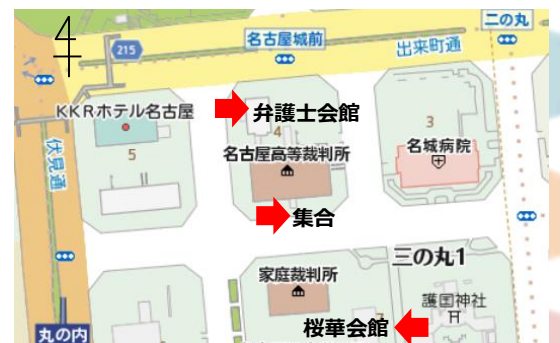 二の丸
215
名古屋城前
出来町通
KKRホテル名古屋
弁護士会館
4
3
5
名古屋高等裁判所
名城病院
伏見通
集合
三の丸1
家庭裁判所
護国神社
桜華会館
丸の内